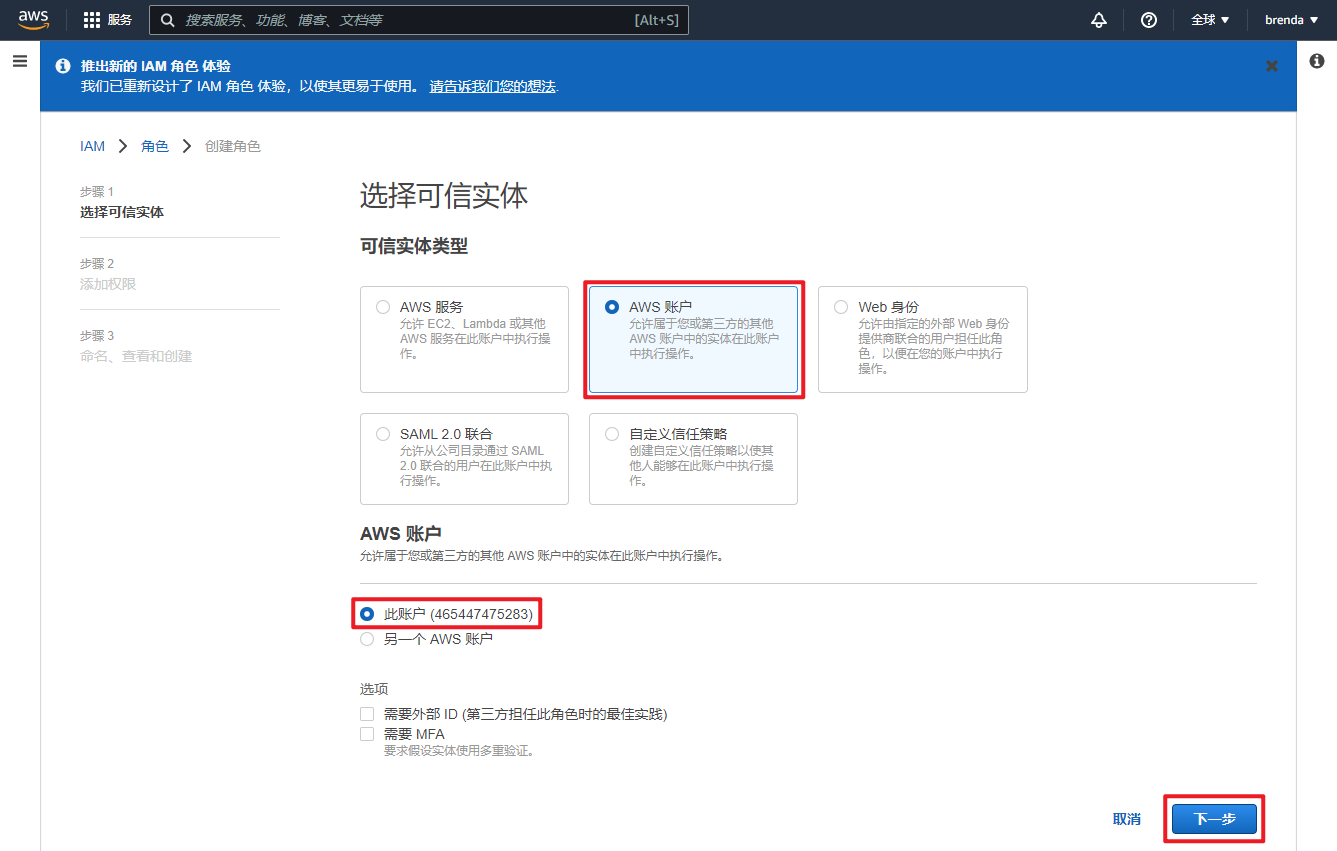 aws
服务
搜索服务、功能、博客、文档等
[Alt+S]
全球
brenda
推出新的 IAM 角色 体验
我们已重新设计了 IAM 角色 体验，以使其更易于使用。 请告诉我们您的想法.
IAM
角色
创建角色
步骤 1
选择可信实体
步骤 2
添加权限
步骤 3
命名、查看和创建
选择可信实体
可信实体类型
AWS 服务
允许 EC2、Lambda 或其他
AWS 服务在此账户中执行操
作。
AWS 账户
允许属于您或第三方的其他
AWS 账户中的实体在此账户
中执行操作。
Web 身份
允许由指定的外部 Web 身份
提供商联合的用户担任此角
色，以便在您的账户中执行
操作。
SAML 2.0 联合
允许从公司目录通过 SAML
2.0 联合的用户在此账户中执
行操作。
自定义信任策略
创建自定义信任策略以使其
他人能够在此账户中执行操
作。
AWS 账户
允许属于您或第三方的其他 AWS 账户中的实体在此账户中执行操作。
此账户 (465447475283)
另一个 AWS 账户
选项
需要外部 ID (第三方担任此角色时的最佳实践)
需要 MFA
要求假设实体使用多重验证。
取消
下一步